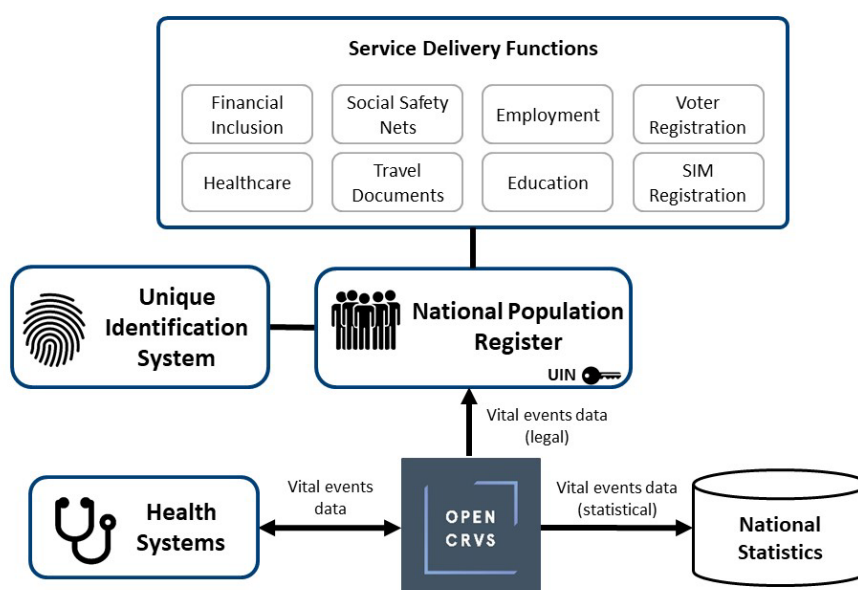 Service Delivery Functions
Financial
Inclusion
Social Safety
Nets
Employment
Voter
Registration
Healthcare
Travel
Documents
Education
SIM
Registration
Unique
Identification
System
National Population
Register
UIN
Vital events data
(legal)
Health
Systems
Vital events
data
OPEN
CRVS
Vital events data
(statistical)
National
Statistics